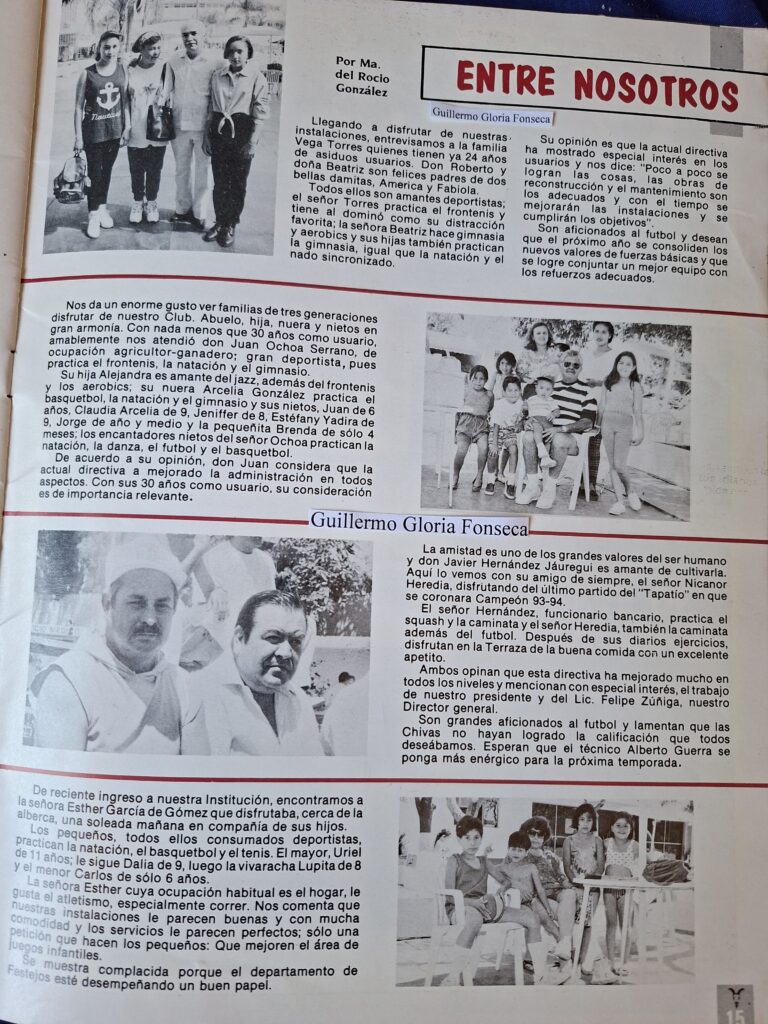 Por Ma.
del Rocio
González
ENTRE NOSOTROS
Guillermo Gloria Fonseca
Llegando a disfrutar de nuestras
instalaciones, entrevisamos a la familia
Vega Torres quienes tienen ya 24 años
de asiduos usuarios. Don Roberto y
doña Beatriz son felices padres de dos
bellas damitas, America y Fabiola.
Todos ellos son amantes deportistas;
el señor Torres practica el frontenis y
tiene al dominó como su distracción
favorita; la señora Beatriz hace gimnasia
y aerobics y sus hijas también practican
la gimnasia, igual que la natación y el
nado sincronizado.
Su opinión es que la actual directiva
ha mostrado especial interés en los
usuarios y nos dice: "Poco a poco se
logran las cosas, las obras de
reconstrucción y el mantenimiento son
los adecuados y con el tiempo se
mejorarán las instalaciones y se
cumplirán los objetivos".
Son aficionados al futbol y desean
que el próximo año se consoliden los
nuevos valores de fuerzas básicas y que
se logre conjuntar un mejor equipo con
los refuerzos adecuados.
Nos da un enorme gusto ver familias de tres generaciones
disfrutar de nuestro Club. Abuelo, hija, nuera y nietos en
gran armonía. Con nada menos que 30 años como usuario,
amablemente nos atendió don Juan Ochoa Serrano, de
ocupación agricultor-ganadero; gran deportista, pues
practica el frontenis, la natación y el gimnasio.
Su hija Alejandra es amante del jazz, además del frontenis
y los aerobics; su nuera Arcelia González practica el
basquetbol, la natación y el gimnasio y sus nietos, Juan de 6
años, Claudia Arcelia de 9, Jeniffer de 8, Estéfany Yadira de
9, Jorge de año y medio y la pequeñita Brenda de sólo 4
meses; los encantadores nietos del señor Ochoa practican la
natación, la danza, el futbol y el basquetbol.
De acuerdo a su opinión, don Juan considera que la
actual directiva a mejorado la administración en todos
aspectos. Con sus 30 años como usuario, su consideración
es de importancia relevante.
Guillermo Gloria Fonseca
La amistad es uno de los grandes valores del ser humano
y don Javier Hernández Jáuregui es amante de cultivarla.
Aquí lo vemos con su amigo de siempre, el señor Nicanor
Heredia, disfrutando del último partido del "Tapatío" en que
se coronara Campeón 93-94.
El señor Hernández, funcionario bancario, practica el
squash y la caminata y el señor Heredia, también la caminata
además del futbol. Después de sus diarios ejercicios,
disfrutan en la Terraza de la buena comida con un excelente
apetito.
Ambos opinan que esta directiva ha mejorado mucho en
todos los niveles y mencionan con especial interés, el trabajo
de nuestro presidente y del Lic. Felipe Zúñiga, nuestro
Director general.
Son grandes aficionados al futbol y lamentan que las
Chivas no hayan logrado la calificación que todos
deseábamos. Esperan que el técnico Alberto Guerra se
ponga más enérgico para la próxima temporada.
De reciente ingreso a nuestra Institución, encontramos a
la señora Esther García de Gómez que disfrutaba, cerca de la
alberca, una soleada mañana en compañía de sus hijos.
Los pequeños, todos ellos consumados deportistas,
practican la natación, el basquetbol y el tenis. El mayor, Uriel
de 11 años; le sigue Dalia de 9, luego la vivaracha Lupita de 8
y el menor Carlos de sólo 6 años.
La señora Esther cuya ocupación habitual es el hogar, le
gusta el atletismo, especialmente correr. Nos comenta que
nuestras instalaciones le parecen buenas y con mucha
comodidad y los servicios le parecen perfectos; sólo una
petición que hacen los pequeños: Que mejoren el área de
juegos infantiles.
Se muestra complacida porque el departamento de
Festejos esté desempeñando un buen papel.
15